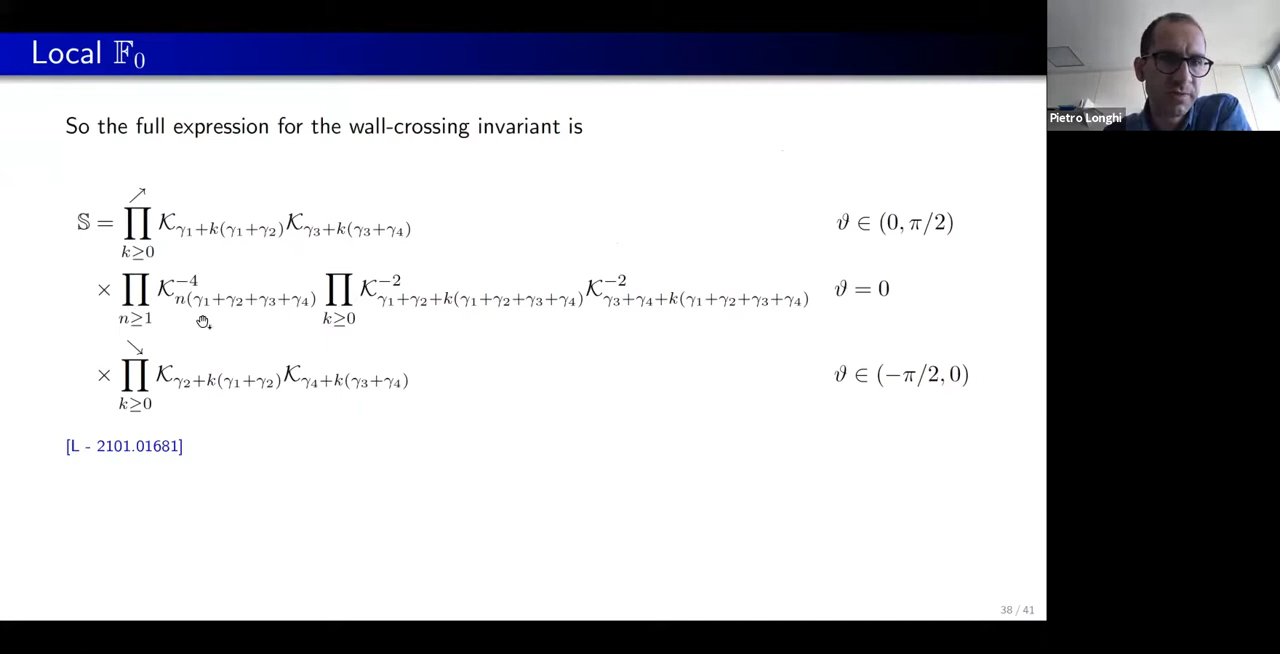 Local 𝔽₀
So the full expression for the wall-crossing invariant is
𝕊 = ∏_{k≥0}^{↗} 𝒦_{γ₁+k(γ₁+γ₂)} 𝒦_{γ₃+k(γ₃+γ₄)} ϑ ∈ (0, π/2)
× ∏_{n≥1} 𝒦^{-4}_{n(γ₁+γ₂+γ₃+γ₄)} ∏_{k≥0} 𝒦^{-2}_{γ₁+γ₂+k(γ₁+γ₂+γ₃+γ₄)} 𝒦^{-2}_{γ₃+γ₄+k(γ₁+γ₂+γ₃+γ₄)} ϑ = 0
× ∏_{k≥0}^{↘} 𝒦_{γ₂+k(γ₁+γ₂)} 𝒦_{γ₄+k(γ₃+γ₄)} ϑ ∈ (−π/2, 0)
[L - 2101.01681]
38 / 41
Pietro Longhi